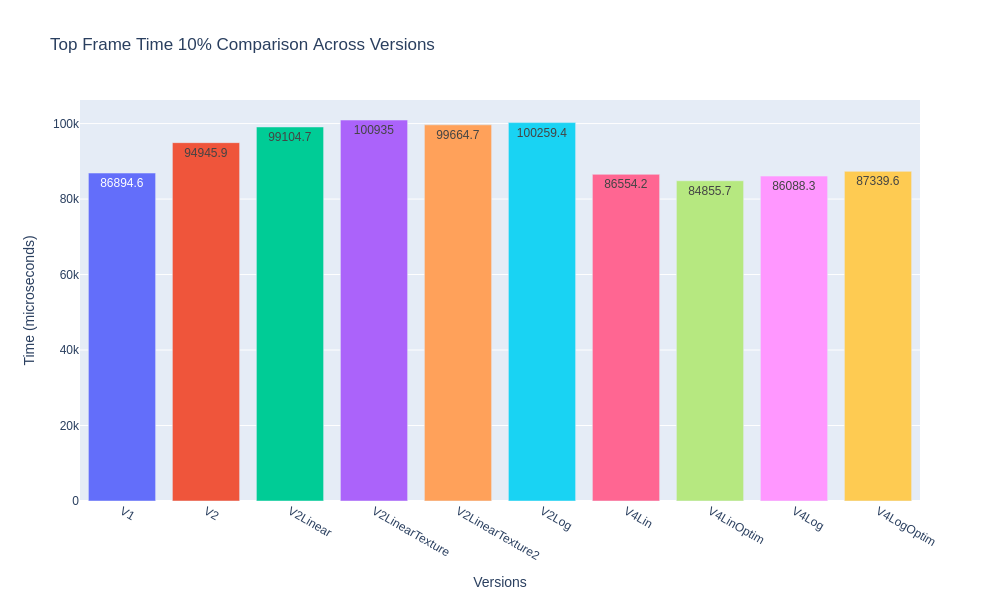 Top Frame Time 10% Comparison Across Versions
Time (microseconds)
100k
80k
60k
40k
20k
0
86894.6
94945.9
99104.7
100935
99664.7
100259.4
86554.2
84855.7
86088.3
87339.6
V1
V2
V2Linear
V2LinearTexture
V2LinearTexture2
V2Log
V4Lin
V4LinOptim
V4Log
V4LogOptim
Versions